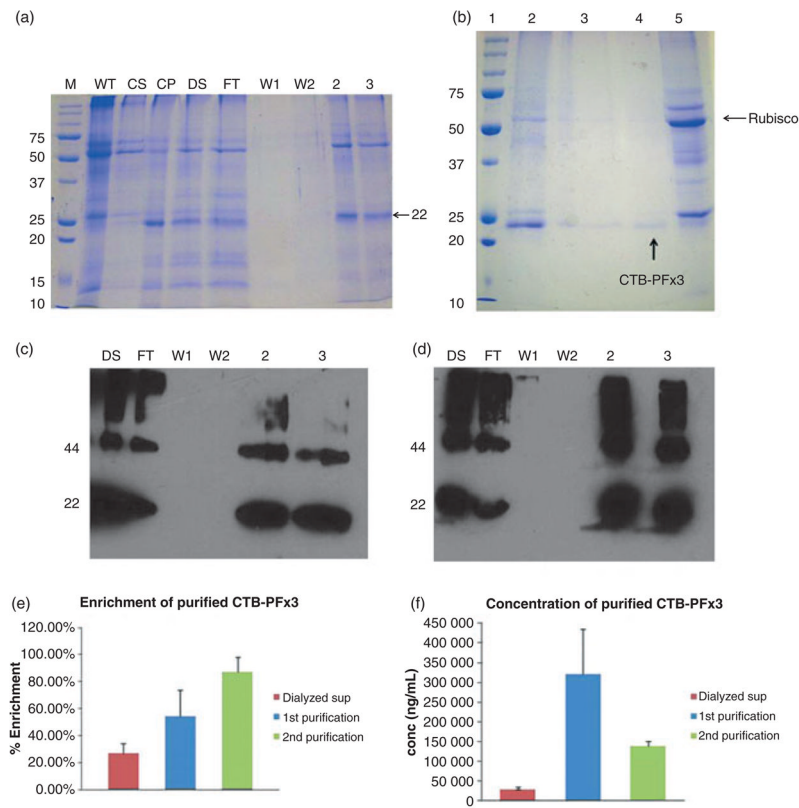 (a)
M WT CS CP DS FT W1 W2 2 3
75
50
37
25
20
15
10
22
(b)
1 2 3 4 5
75
50
37
25
20
10
Rubisco
CTB-PFx3
(c)
DS FT W1 W2 2 3
44
22
(d)
DS FT W1 W2 2 3
44
22
(e)
Enrichment of purified CTB-PFx3
% Enrichment
120.00%
100.00%
80.00%
60.00%
40.00%
20.00%
0.00%
Dialyzed sup
1st purification
2nd purification
(f)
Concentration of purified CTB-PFx3
conc (ng/mL)
450 000
400 000
350 000
300 000
250 000
200 000
150 000
100 000
50 000
0
Dialyzed sup
1st purification
2nd purification